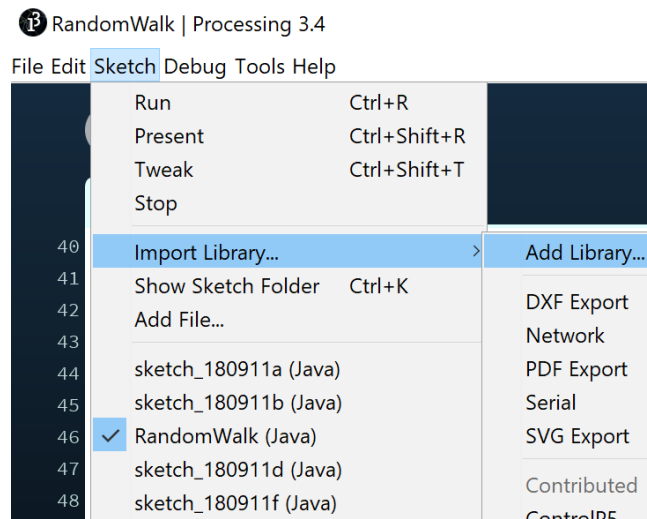 RandomWalk | Processing 3.4
File Edit Sketch Debug Tools Help
Run Ctrl+R
Present Ctrl+Shift+R
Tweak Ctrl+Shift+T
Stop
40 Import Library... > Add Library...
41 Show Sketch Folder Ctrl+K DXF Export
42 Add File... Network
43
44 sketch_180911a (Java) PDF Export
45 sketch_180911b (Java) Serial
46 RandomWalk (Java) SVG Export
47 sketch_180911d (Java) Contributed
48 sketch_180911f (Java) ControlP5